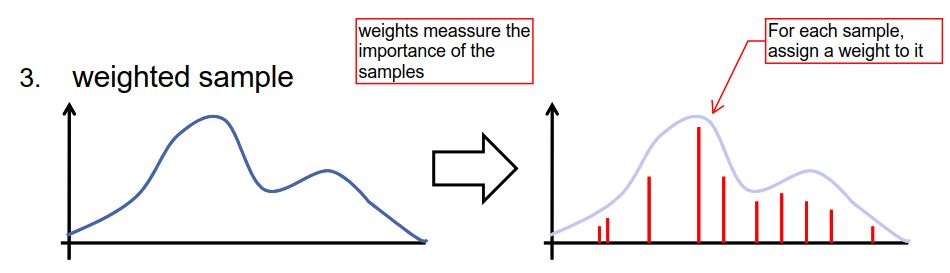 3. weighted sample
weights meassure the
importance of the
samples
For each sample,
assign a weight to it